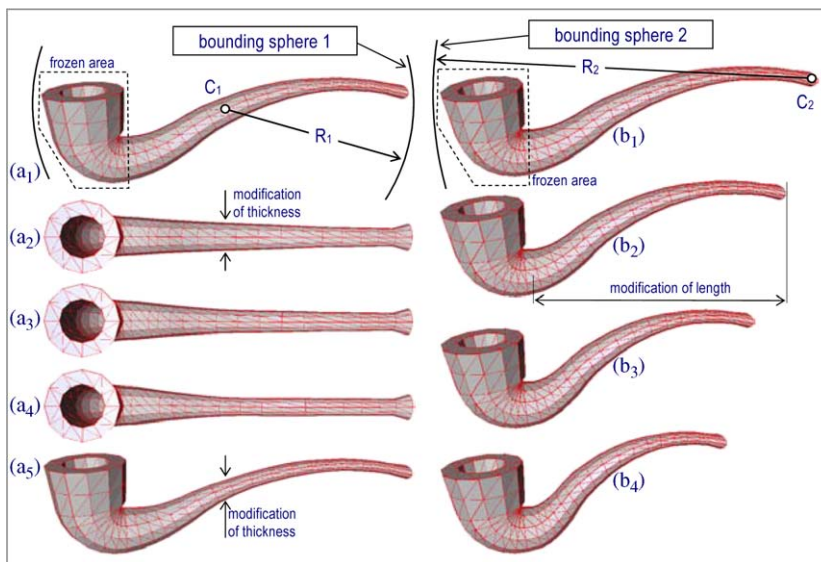 bounding sphere 1
bounding sphere 2
frozen area
C1
R1
(a1)
R2
C2
(b1)
frozen area
modification
of thickness
(a2)
(b2)
modification of length
(a3)
(b3)
(a4)
(a5)
modification
of thickness
(b4)